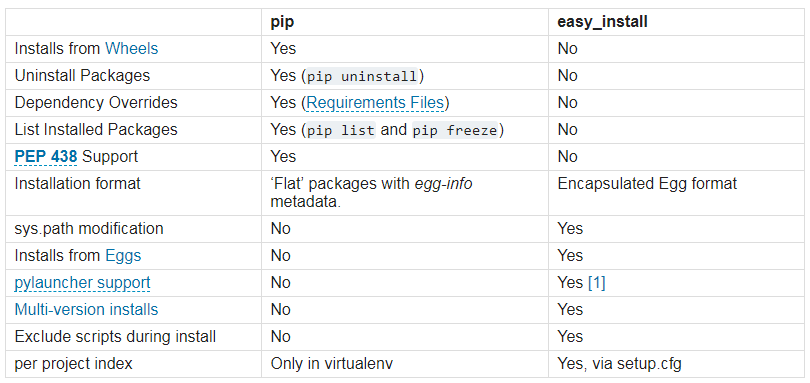 pip easy_install
Installs from Wheels Yes No
Uninstall Packages Yes (pip uninstall) No
Dependency Overrides Yes (Requirements Files) No
List Installed Packages Yes (pip list and pip freeze) No
PEP 438 Support Yes No
Installation format ‘Flat’ packages with egg-info Encapsulated Egg format
metadata.
sys.path modification No Yes
Installs from Eggs No Yes
pylauncher support No Yes [1]
Multi-version installs No Yes
Exclude scripts during install No Yes
per project index Only in virtualenv Yes, via setup.cfg